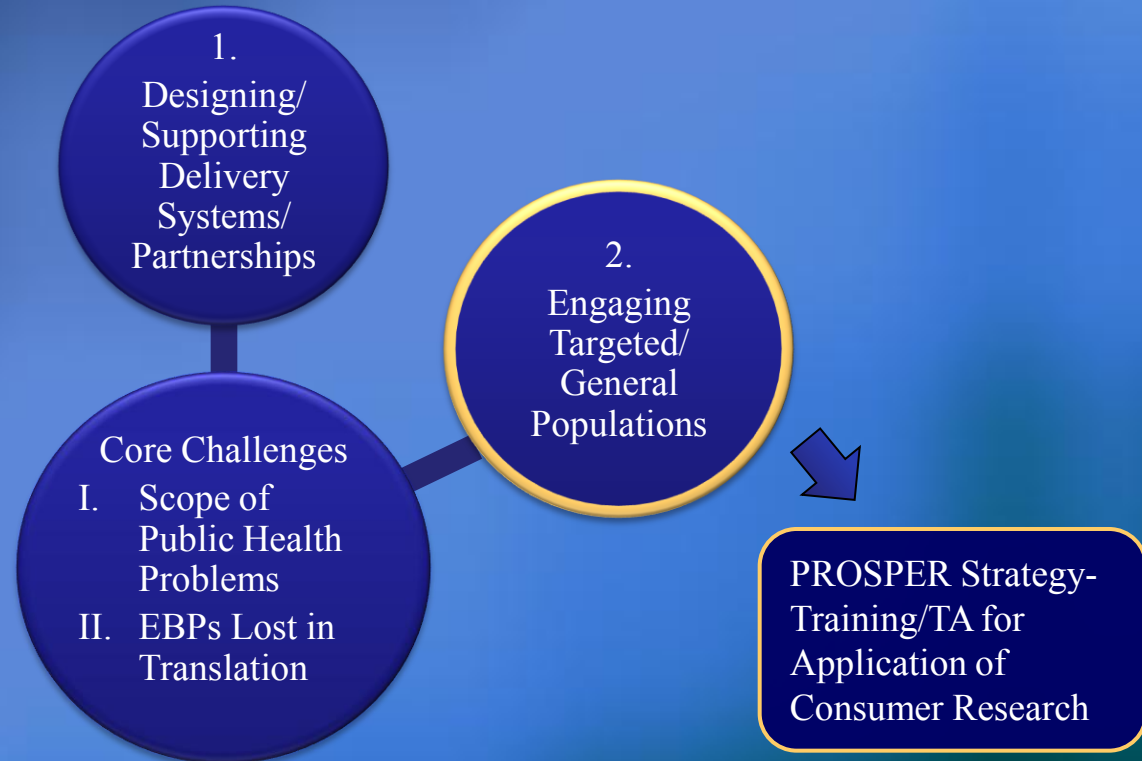 1.
Designing/
Supporting
Delivery
Systems/
Partnerships
2.
Engaging
Targeted/
General
Populations
Core Challenges
I. Scope of
Public Health
Problems
II. EBPs Lost in
Translation
PROSPER Strategy-
Training/TA for
Application of
Consumer Research